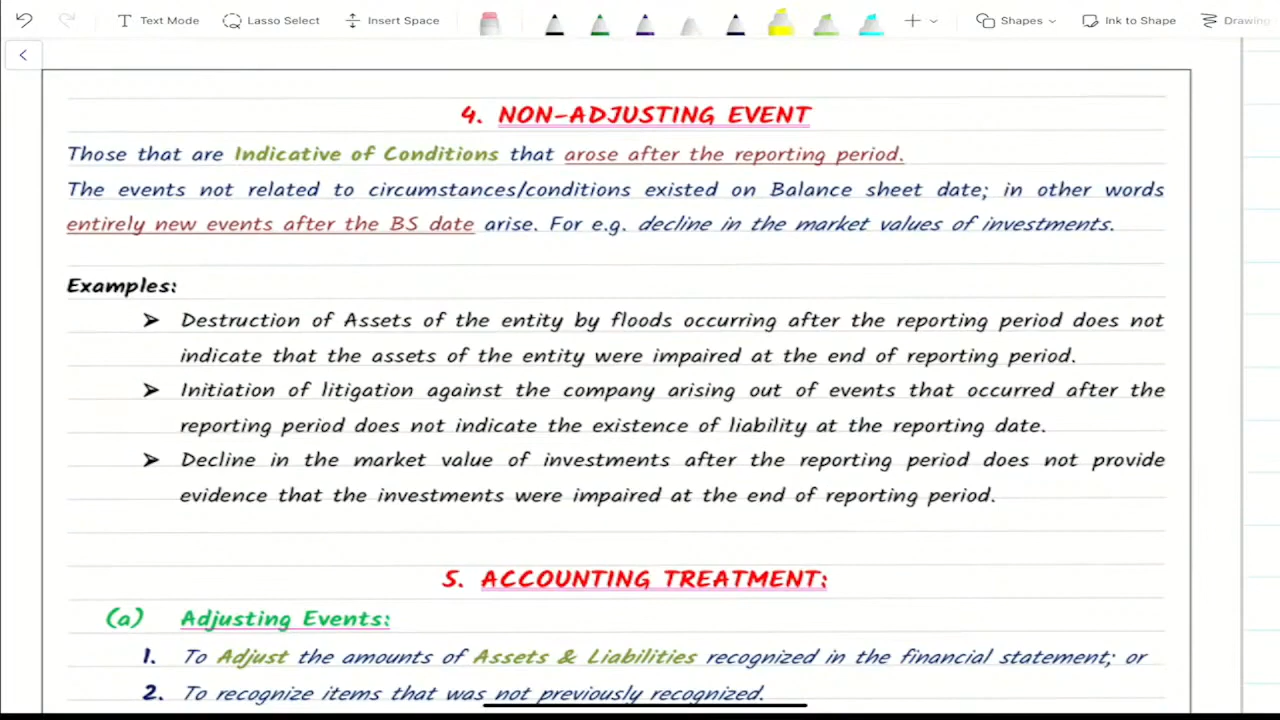 Text Mode Lasso Select Insert Space Shapes Ink to Shape Drawing
4. NON-ADJUSTING EVENT
Those that are Indicative of Conditions that arose after the reporting period.
The events not related to circumstances/conditions existed on Balance sheet date; in other words
entirely new events after the BS date arise. For e.g. decline in the market values of investments.
Examples:
➤ Destruction of Assets of the entity by floods occurring after the reporting period does not
indicate that the assets of the entity were impaired at the end of reporting period.
➤ Initiation of litigation against the company arising out of events that occurred after the
reporting period does not indicate the existence of liability at the reporting date.
➤ Decline in the market value of investments after the reporting period does not provide
evidence that the investments were impaired at the end of reporting period.
5. ACCOUNTING TREATMENT:
(a) Adjusting Events:
1. To Adjust the amounts of Assets & Liabilities recognized in the financial statement; or
2. To recognize items that was not previously recognized.